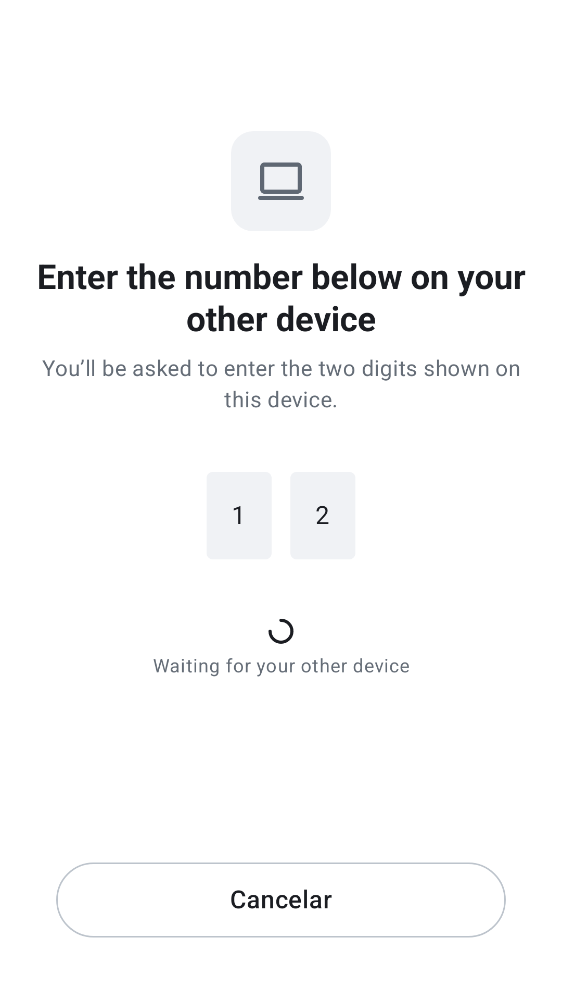 Enter the number below on your
other device
You’ll be asked to enter the two digits shown on
this device.
1 2
Waiting for your other device
Cancelar